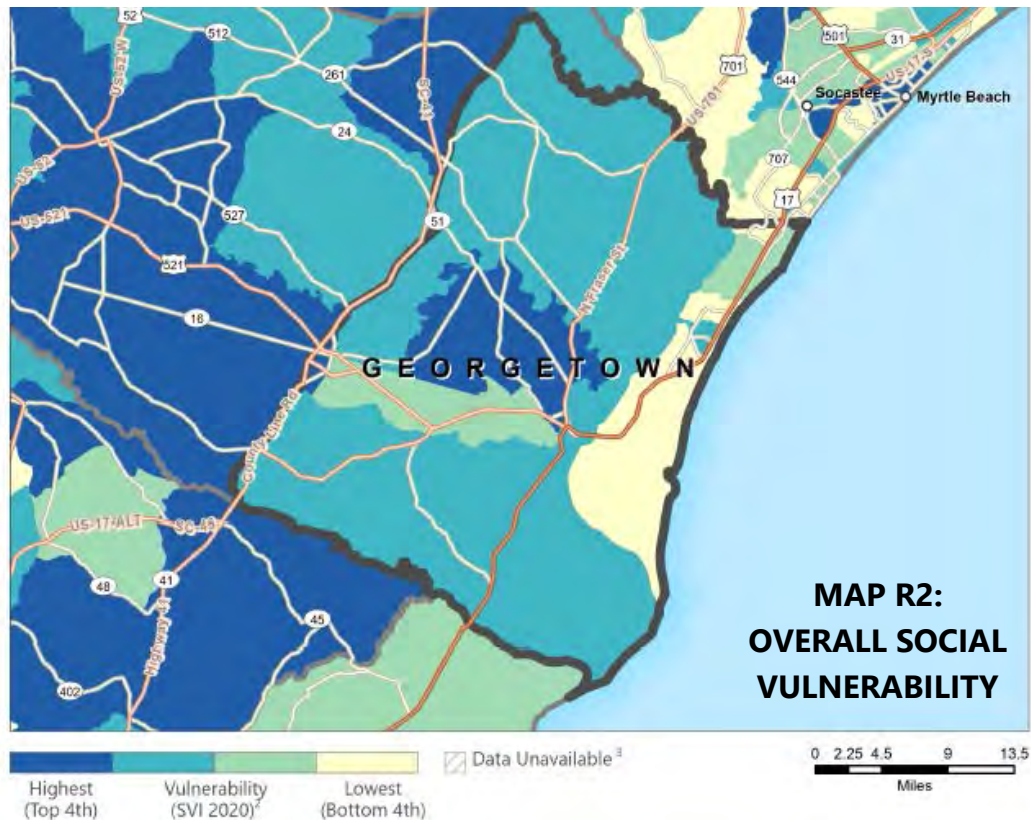 52
512
501
31
US-52-W
261
SC-41
701
544
US-17-S
Socastee
Myrtle Beach
24
US-701
US-52
707
527
17
US-521
51
521
N Fraser St
16
GEORGETOWN
County Line Rd
US-17-ALT
SC-45
48
41
45
Highway 41
402
MAP R2:
OVERALL SOCIAL
VULNERABILITY
Data Unavailable 3
0 2.25 4.5 9 13.5
Miles
Highest
(Top 4th)
Vulnerability
(SVI 2020)2
Lowest
(Bottom 4th)